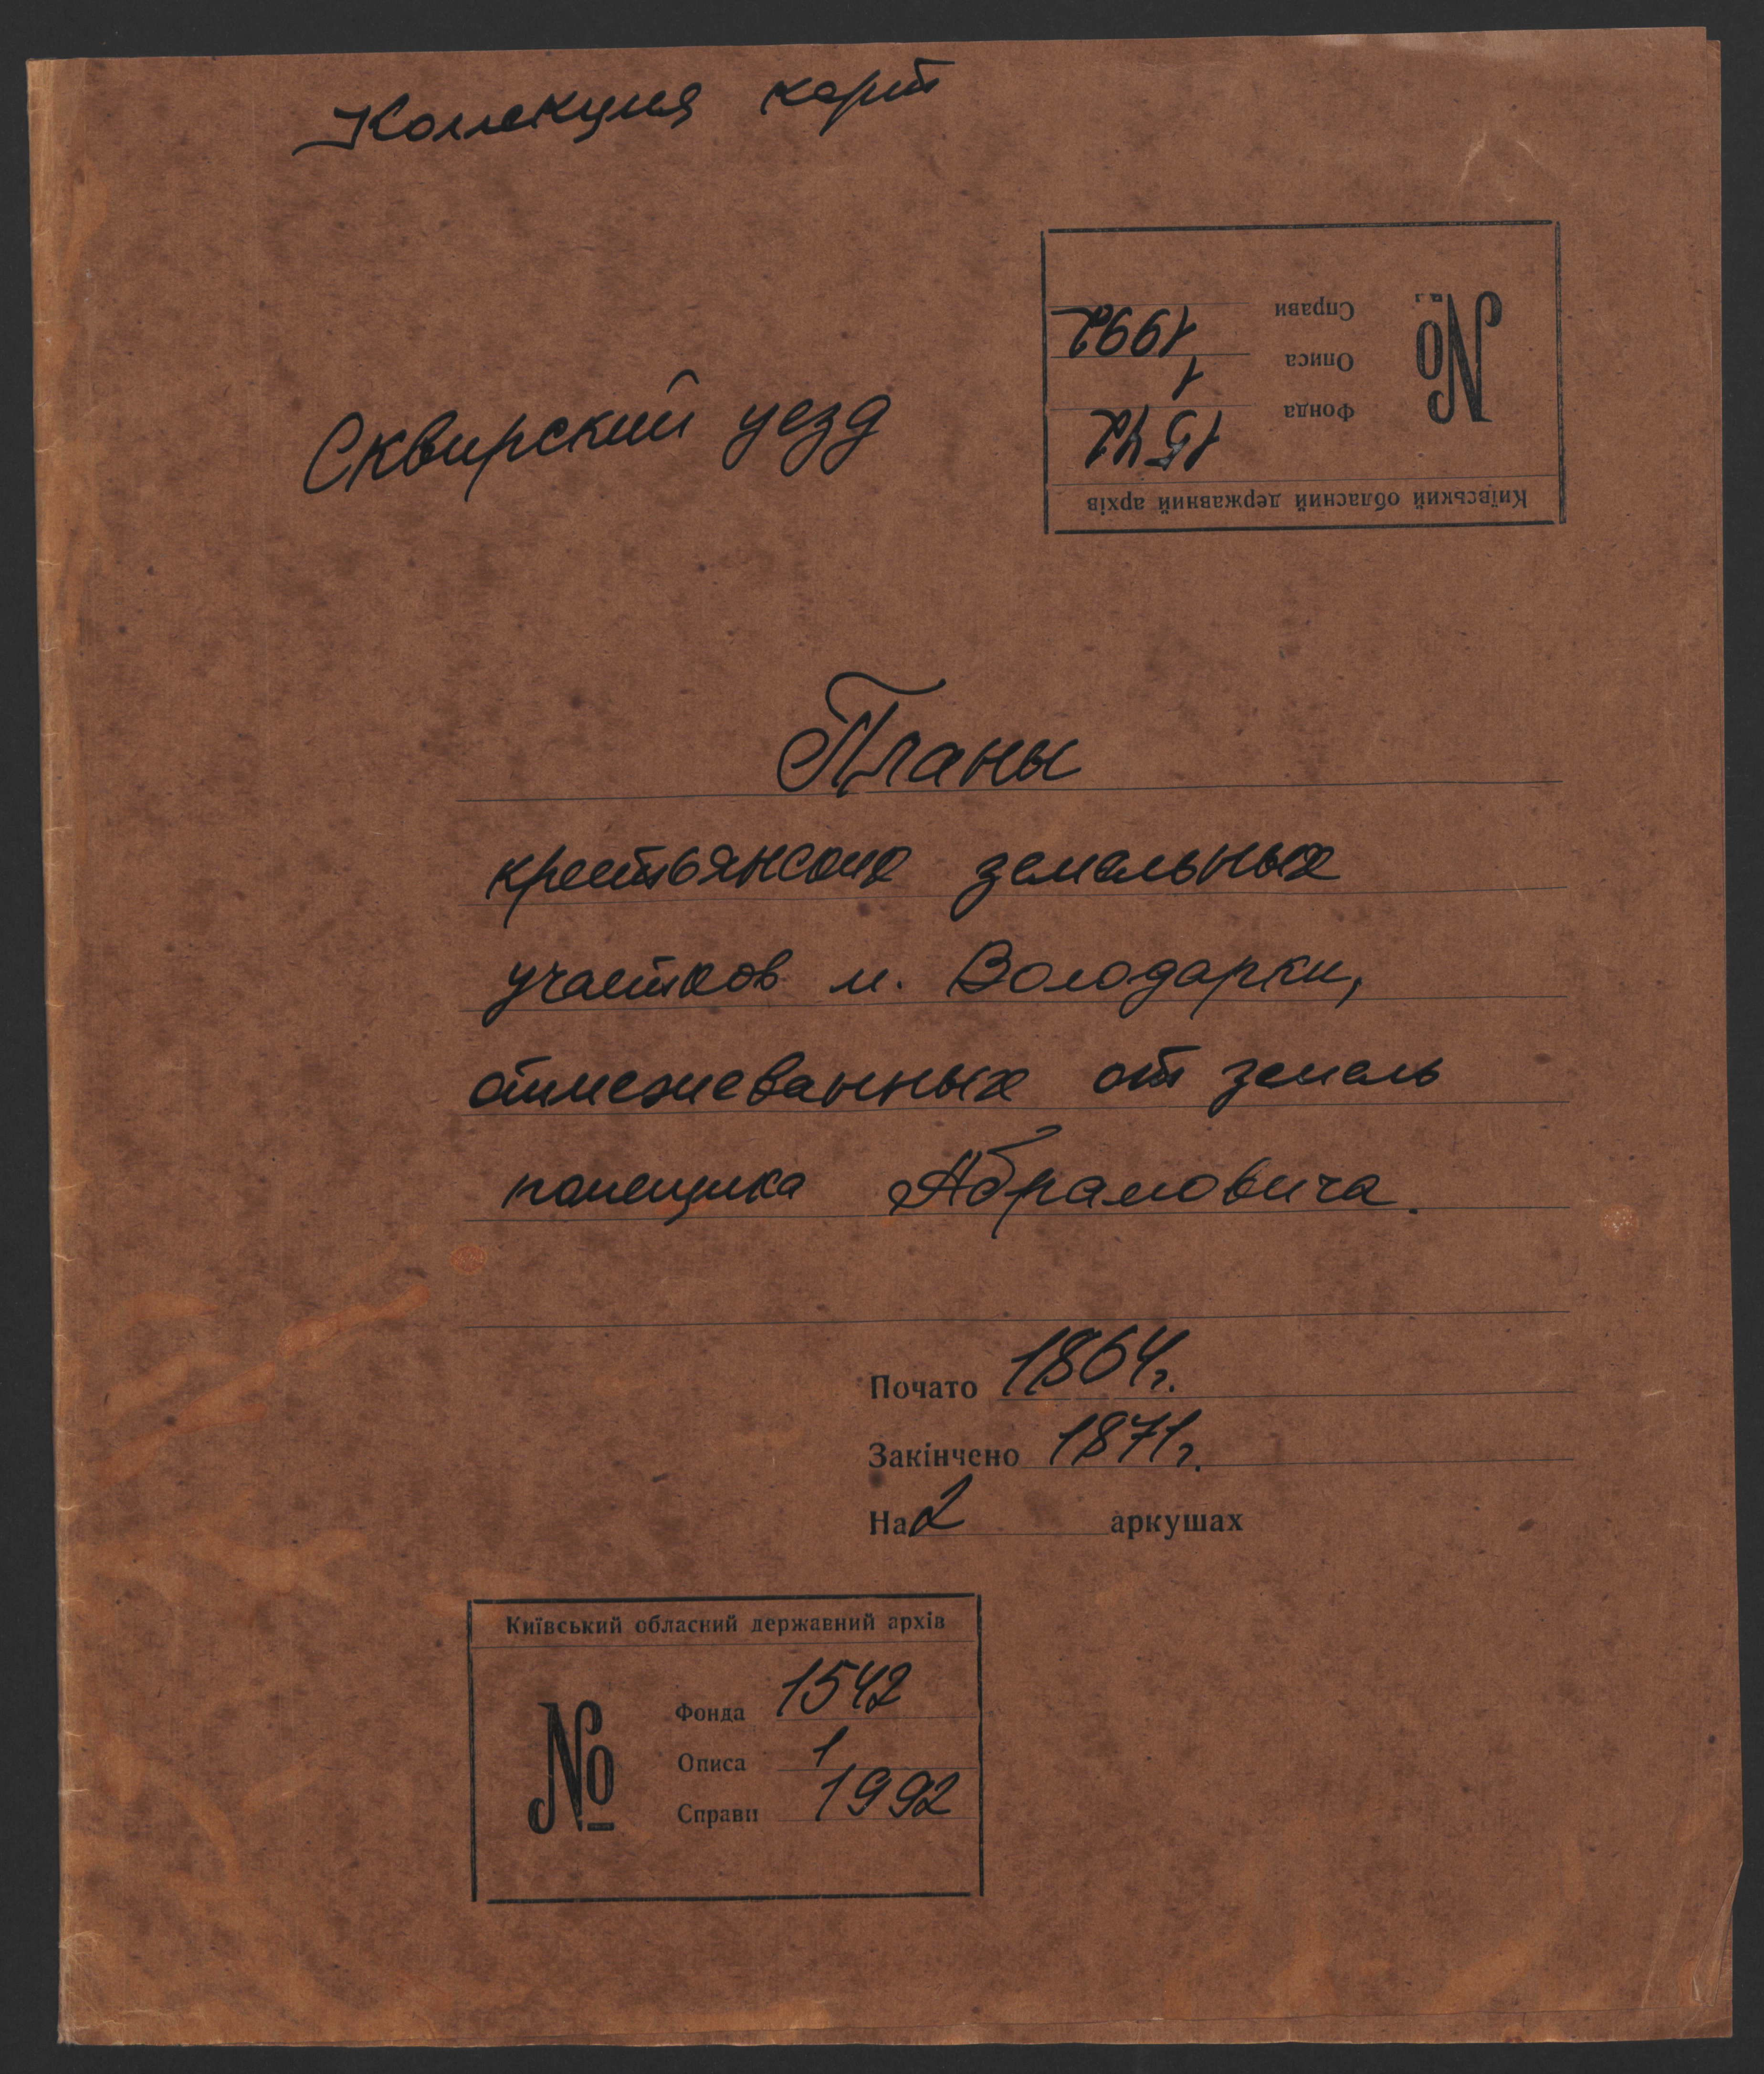 Коллекция карт
Сквирский уезд
Київський обласний державний архів
№
Фонда 1542
Описа 1
Справи 1992
Планы
крестьянских земельных
участков м. Володарки,
отмежеванных от земель
помещика Абрамовича.
Почато 1864г.
Закінчено 1871г.
На 2 аркушах
Київський обласний державний архів
№
Фонда 1542
Описа 1
Справи 1992